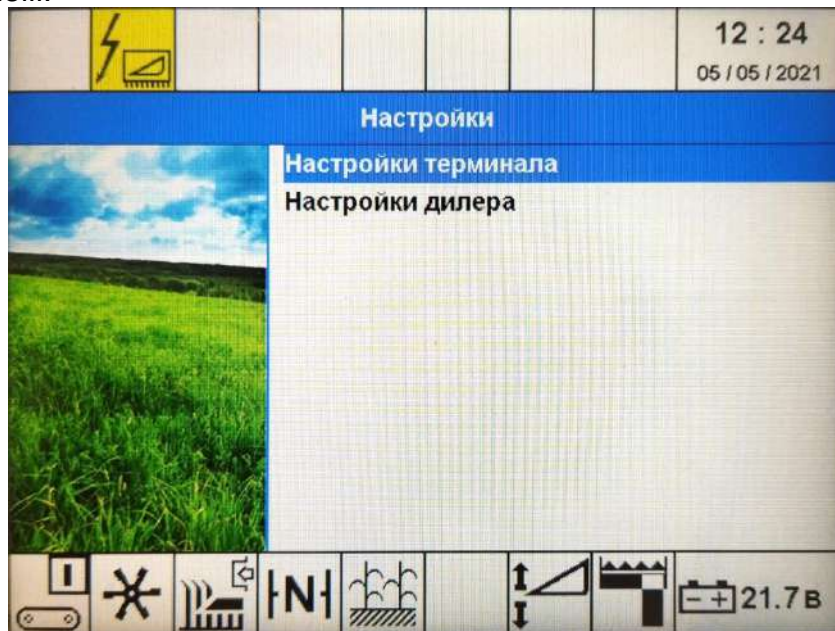 12 : 24
05 / 05 / 2021
Настройки
Настройки терминала
Настройки дилера
I
N
21.7 в